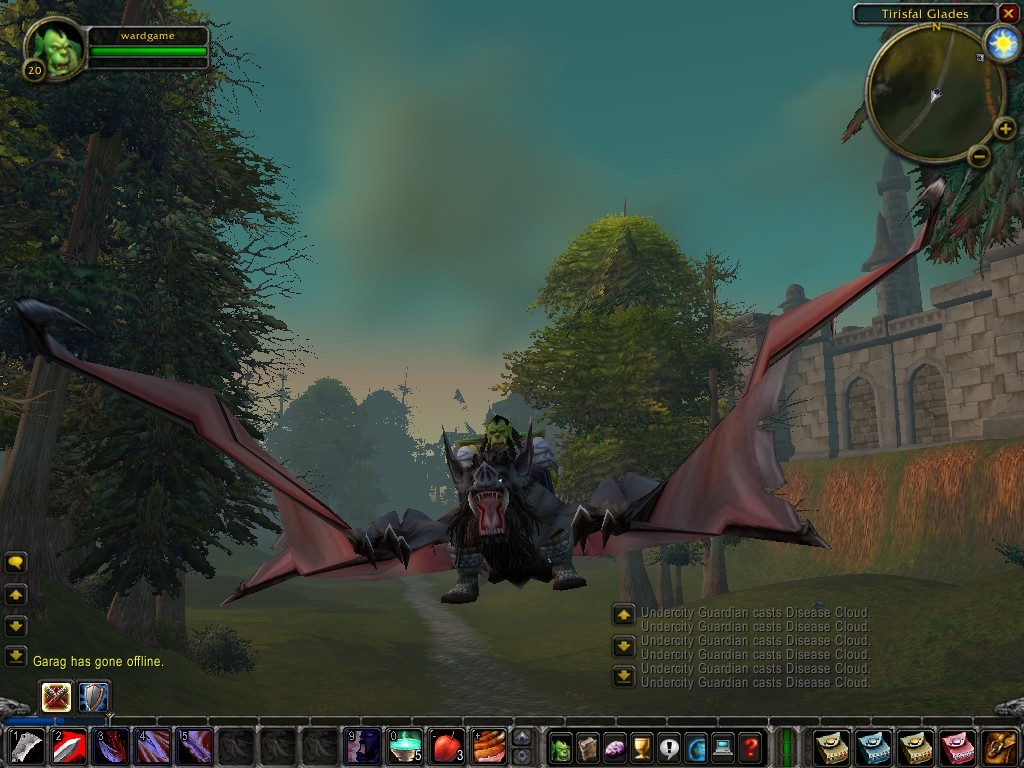 wardgame
20
Tirisfal Glades
N
Undercity Guardian casts Disease Cloud.
Undercity Guardian casts Disease Cloud.
Undercity Guardian casts Disease Cloud.
Undercity Guardian casts Disease Cloud.
Undercity Guardian casts Disease Cloud.
Undercity Guardian casts Disease Cloud.
Garag has gone offline.
1 2 3 4 5 9 0 5 3 + 9